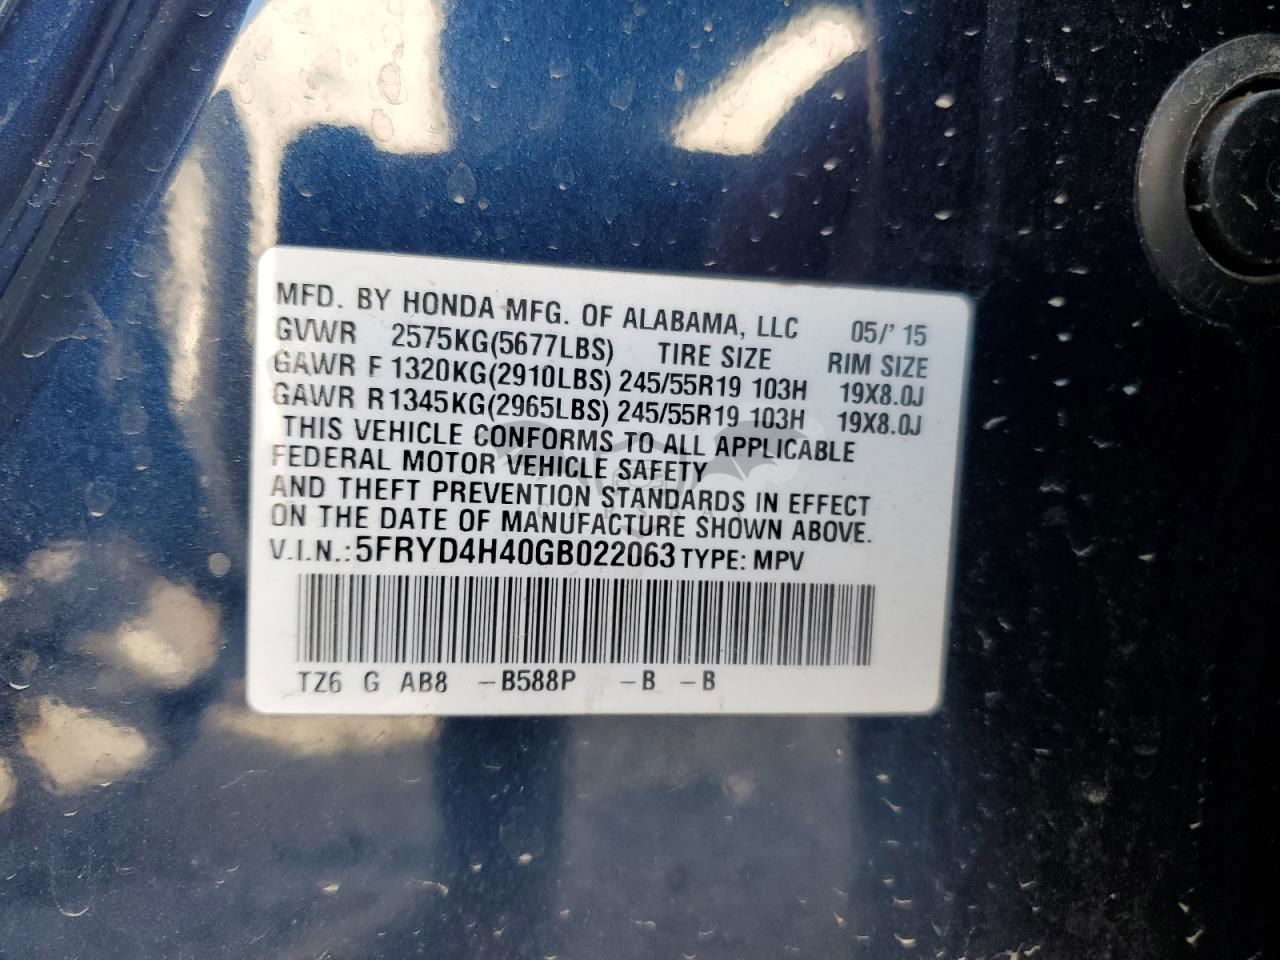 MFD. BY HONDA MFG. OF ALABAMA, LLC 05/' 15
GVWR 2575KG(5677LBS) TIRE SIZE RIM SIZE
GAWR F 1320KG(2910LBS) 245/55R19 103H 19X8.0J
GAWR R 1345KG(2965LBS) 245/55R19 103H 19X8.0J
THIS VEHICLE CONFORMS TO ALL APPLICABLE
FEDERAL MOTOR VEHICLE SAFETY
AND THEFT PREVENTION STANDARDS IN EFFECT
ON THE DATE OF MANUFACTURE SHOWN ABOVE.
V.I.N.: 5FRYD4H40GB022063 TYPE: MPV
TZ6 G AB8 -B588P -B -B